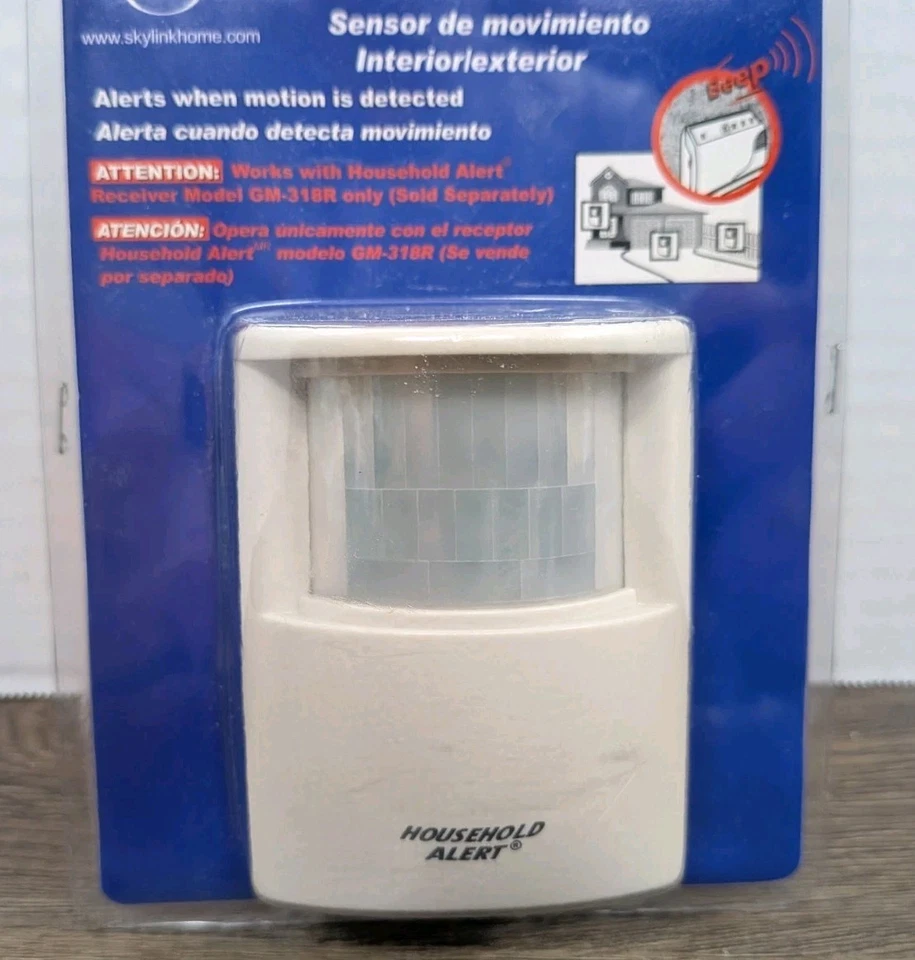 www.skylinkhome.com
Sensor de movimiento
Interior/exterior
Alerts when motion is detected
Alerta cuando detecta movimiento
ATTENTION: Works with Household Alert®
Receiver Model GM-318R only (Sold Separately)
ATENCIÓN: Opera únicamente con el receptor
Household Alert modelo GM-318R (Se vende
por separado)
Beep
HOUSEHOLD
ALERT®